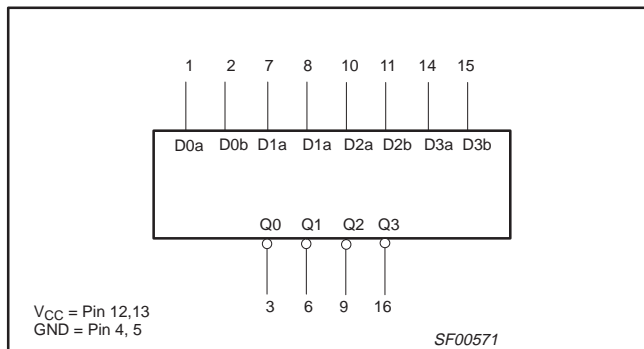 1 2 7 8 10 11 14 15
D0a D0b D1a D1a D2a D2b D3a D3b
Q0 Q1 Q2 Q3
3 6 9 16
VCC = Pin 12,13
GND = Pin 4, 5
SF00571